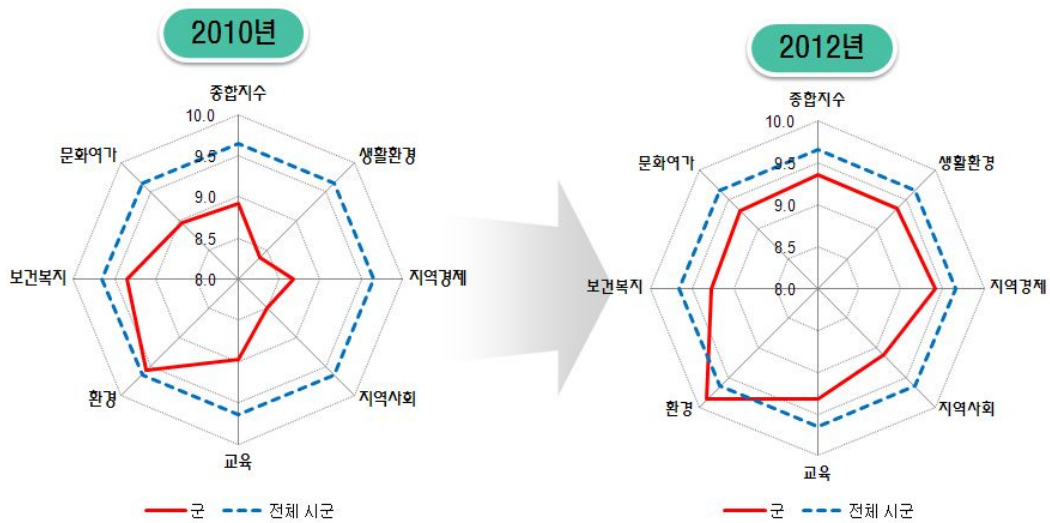 2010년
종합지수
10.0
9.5
9.0
8.5
8.0
생활환경
지역경제
지역사회
교육
환경
보건복지
문화여가
군 전체 시군
2012년
종합지수
10.0
9.5
9.0
8.5
8.0
생활환경
지역경제
지역사회
교육
환경
보건복지
문화여가
군 전체 시군